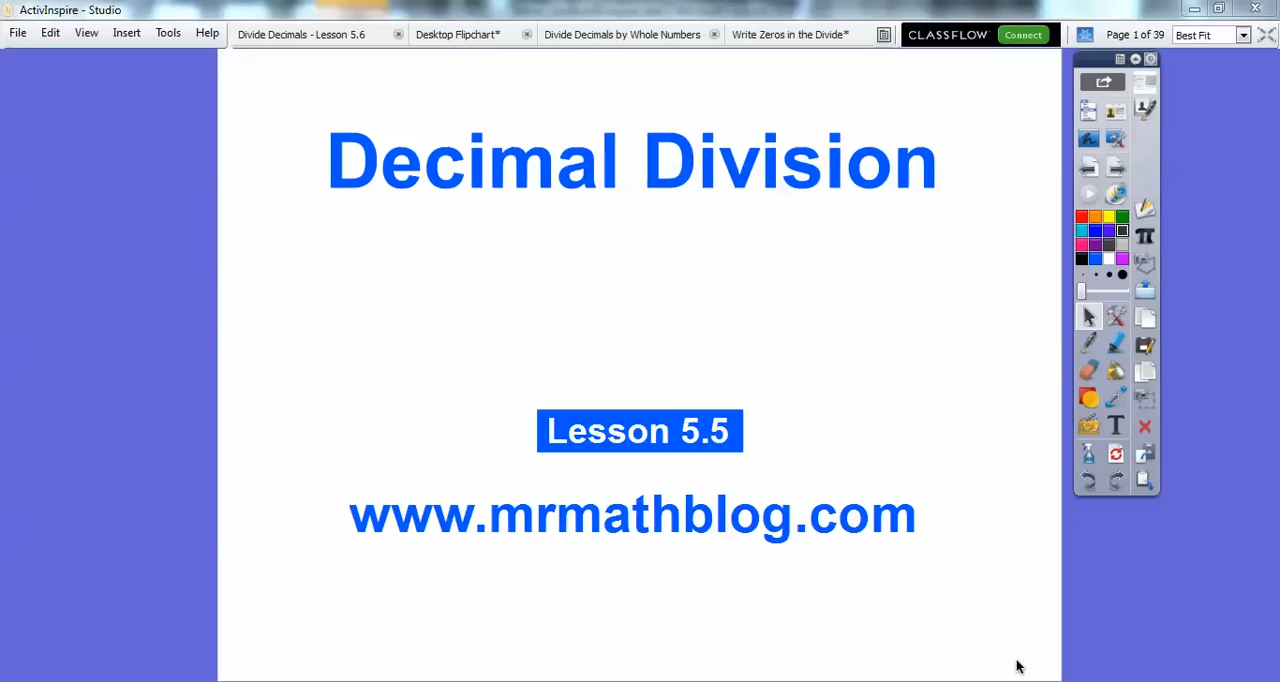 ActivInspire - Studio
File Edit View Insert Tools Help Divide Decimals - Lesson 5.6 Desktop Flipchart* Divide Decimals by Whole Numbers Write Zeros in the Divide* CLASSFLOW Connect Page 1 of 39 Best Fit
Decimal Division
Lesson 5.5
www.mrmathblog.com